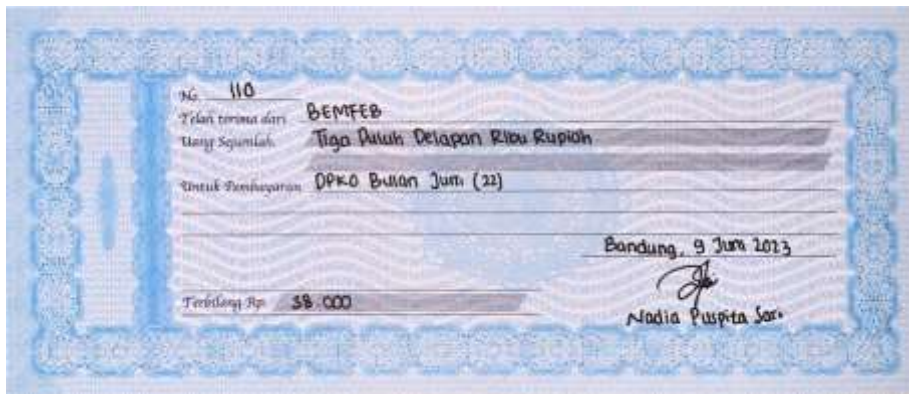 No. 110
Telah terima dari BEMFEB
Uang Sejumlah Tiga Puluh Delapan Ribu Rupiah
Untuk Pembayaran DPKO Bulan Juni (22)
Bandung, 9 Juni 2023
Terbilang Rp. 38.000
Nadia Puspita Sari